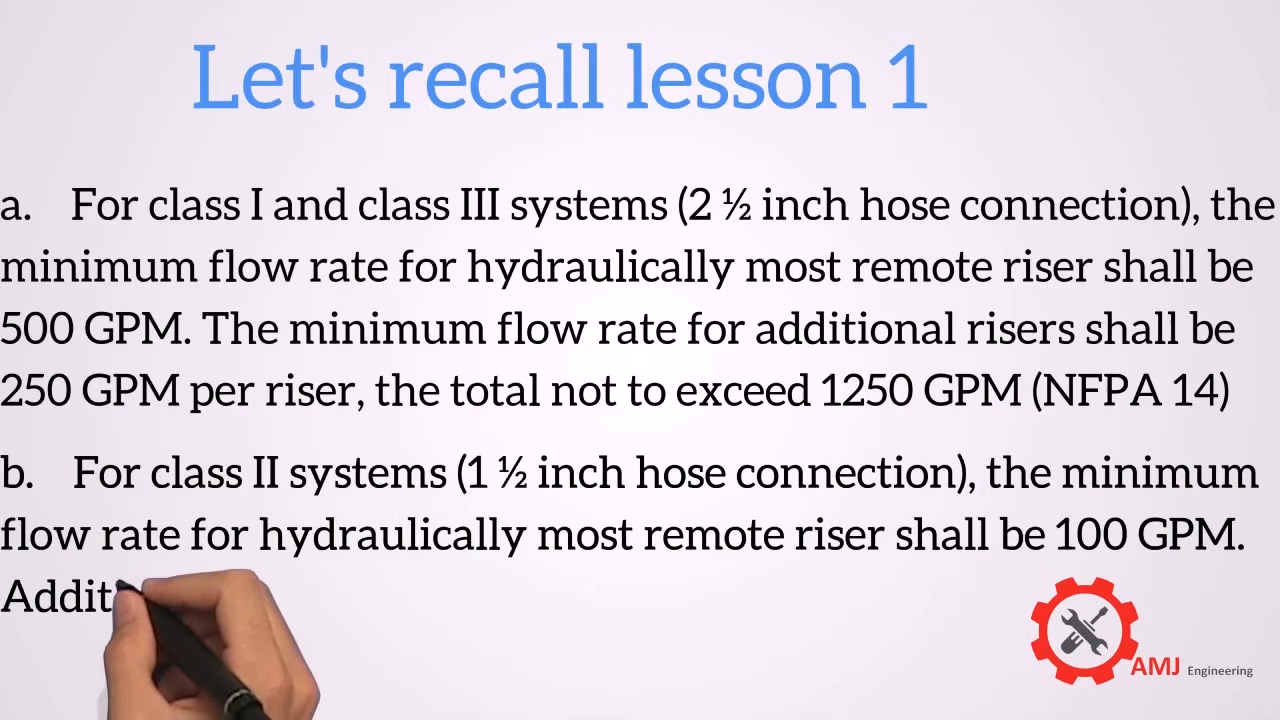 Let's recall lesson 1
a. For class I and class III systems (2 ½ inch hose connection), the
minimum flow rate for hydraulically most remote riser shall be
500 GPM. The minimum flow rate for additional risers shall be
250 GPM per riser, the total not to exceed 1250 GPM (NFPA 14)
b. For class II systems (1 ½ inch hose connection), the minimum
flow rate for hydraulically most remote riser shall be 100 GPM.
Addit
AMJ Engineering